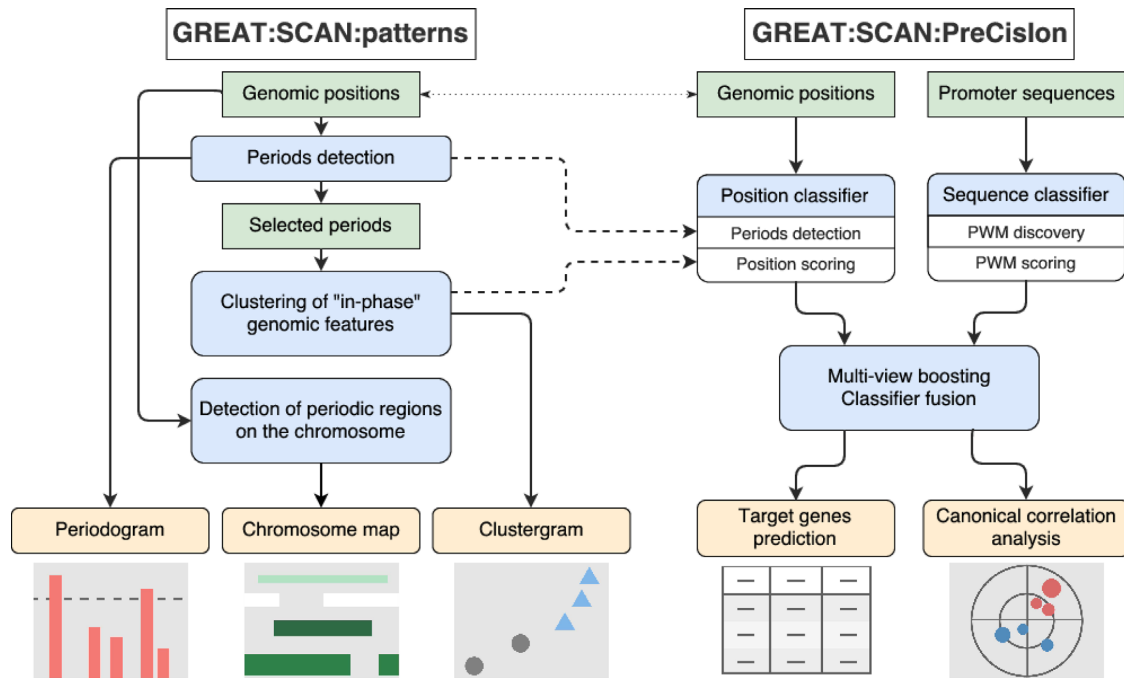 GREAT:SCAN:patterns
Genomic positions
Periods detection
Selected periods
Clustering of "in-phase"
genomic features
Detection of periodic regions
on the chromosome
Periodogram
Chromosome map
Clustergram
GREAT:SCAN:PreCisIon
Genomic positions
Promoter sequences
Position classifier
Periods detection
Position scoring
Sequence classifier
PWM discovery
PWM scoring
Multi-view boosting
Classifier fusion
Target genes
prediction
Canonical correlation
analysis